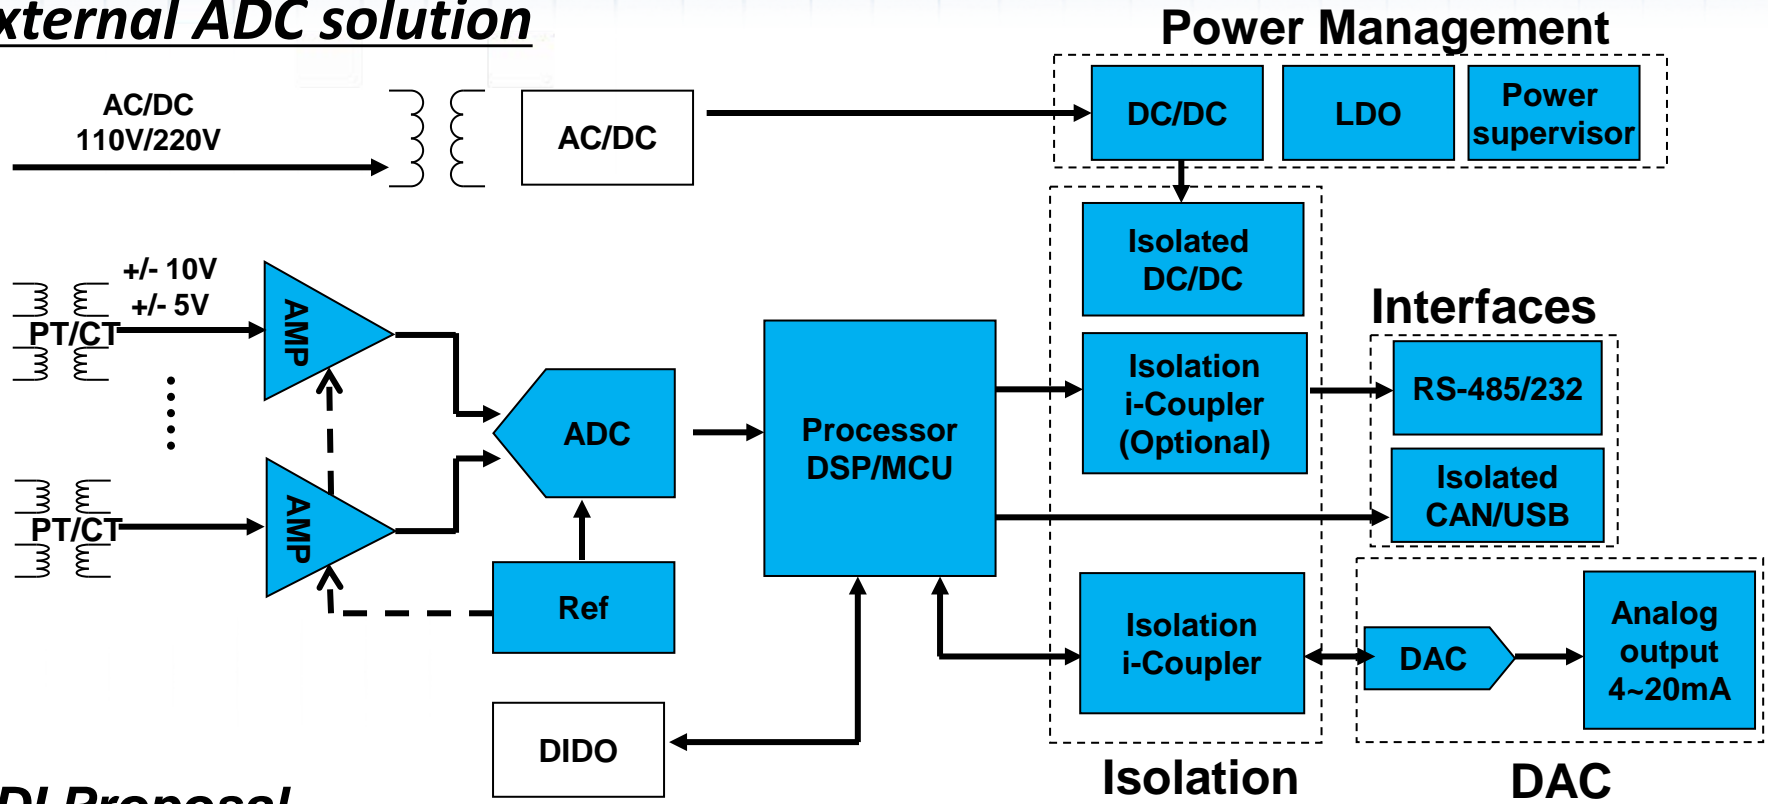 xternal ADC solution
Power Management
AC/DC
110V/220V
AC/DC
DC/DC
LDO
Power
supervisor
Isolated
DC/DC
+/- 10V
+/- 5V
PT/CT
AMP
Interfaces
Isolation
i-Coupler
(Optional)
RS-485/232
ADC
Processor
DSP/MCU
Isolated
CAN/USB
PT/CT
AMP
Ref
Isolation
i-Coupler
DAC
Analog
output
4~20mA
DIDO
Isolation
DAC
DI Proposal